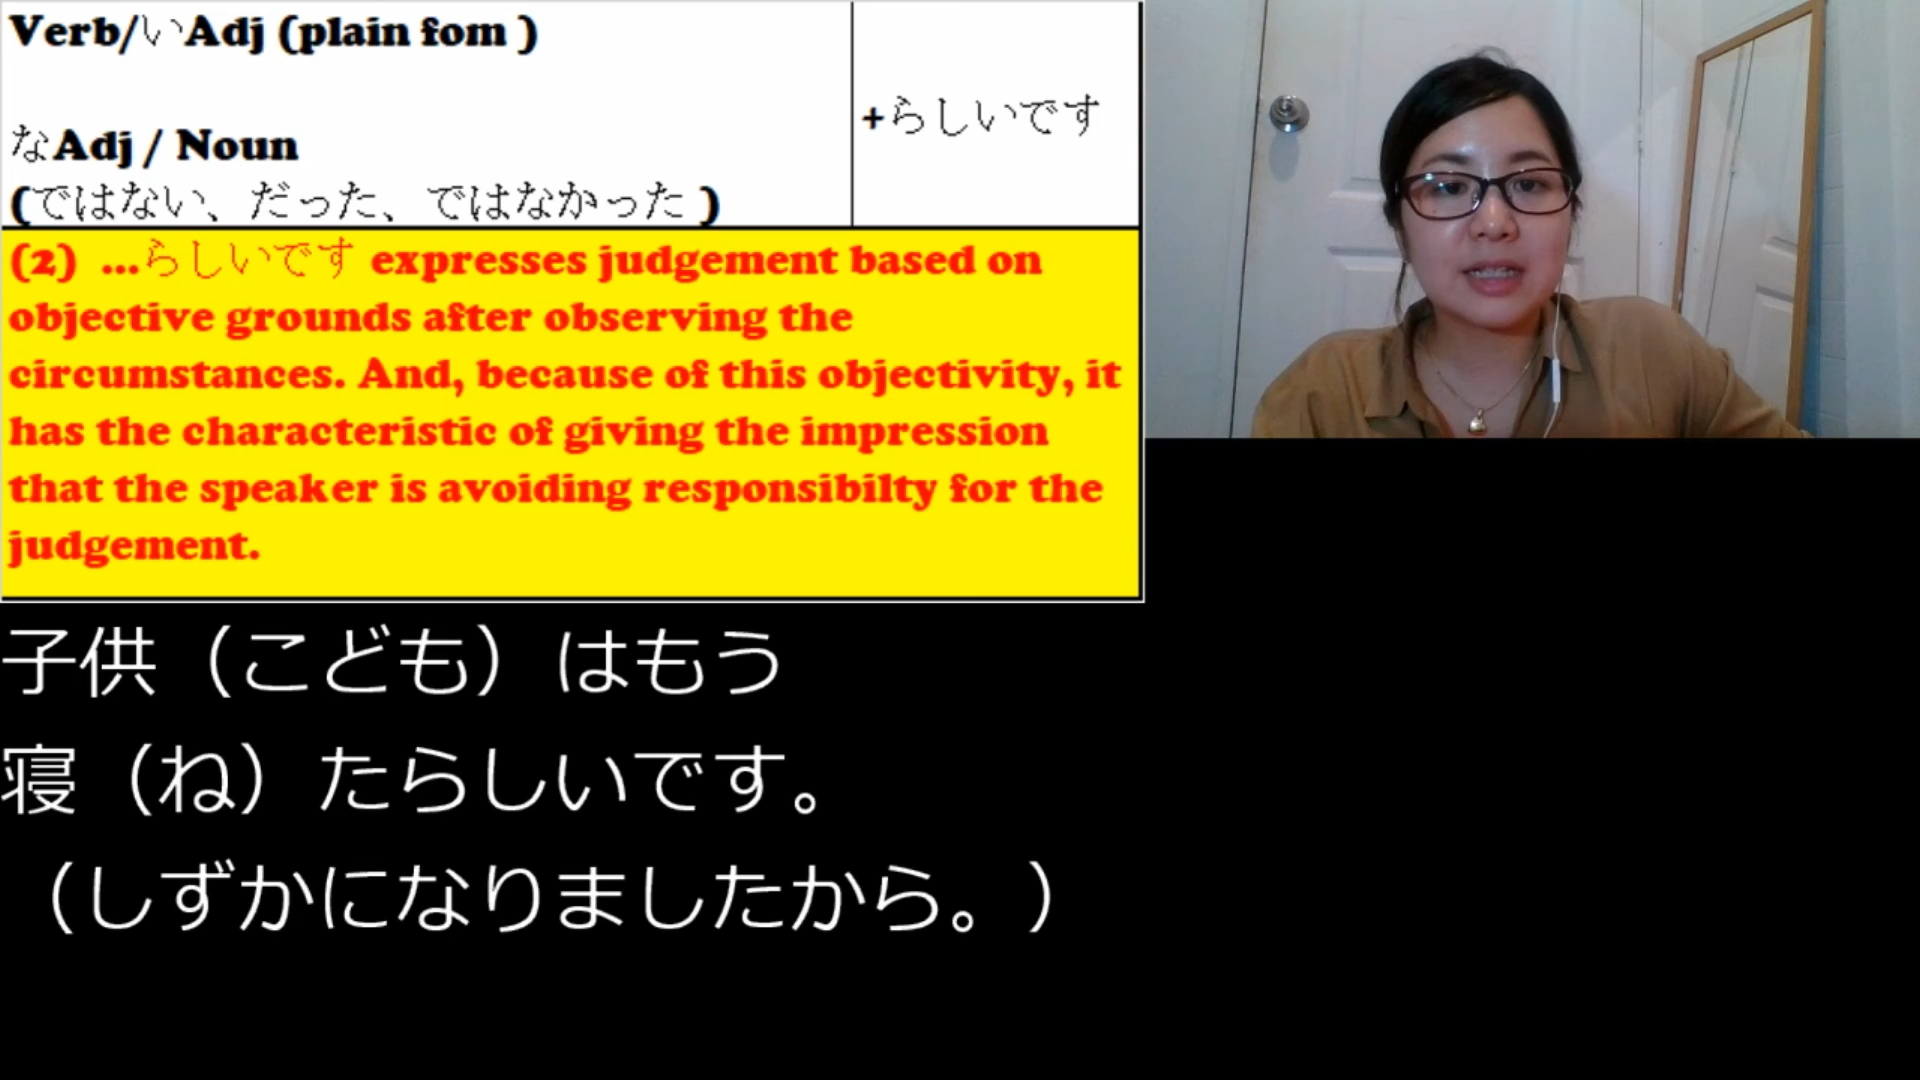 Verb/いAdj (plain fom )
なAdj / Noun
(ではない、だった、ではなかった )
+らしいです
(2) ...らしいです expresses judgement based on
objective grounds after observing the
circumstances. And, because of this objectivity, it
has the characteristic of giving the impression
that the speaker is avoiding responsibilty for the
judgement.
子供（こども）はもう
寝（ね）たらしいです。
（しずかになりましたから。）